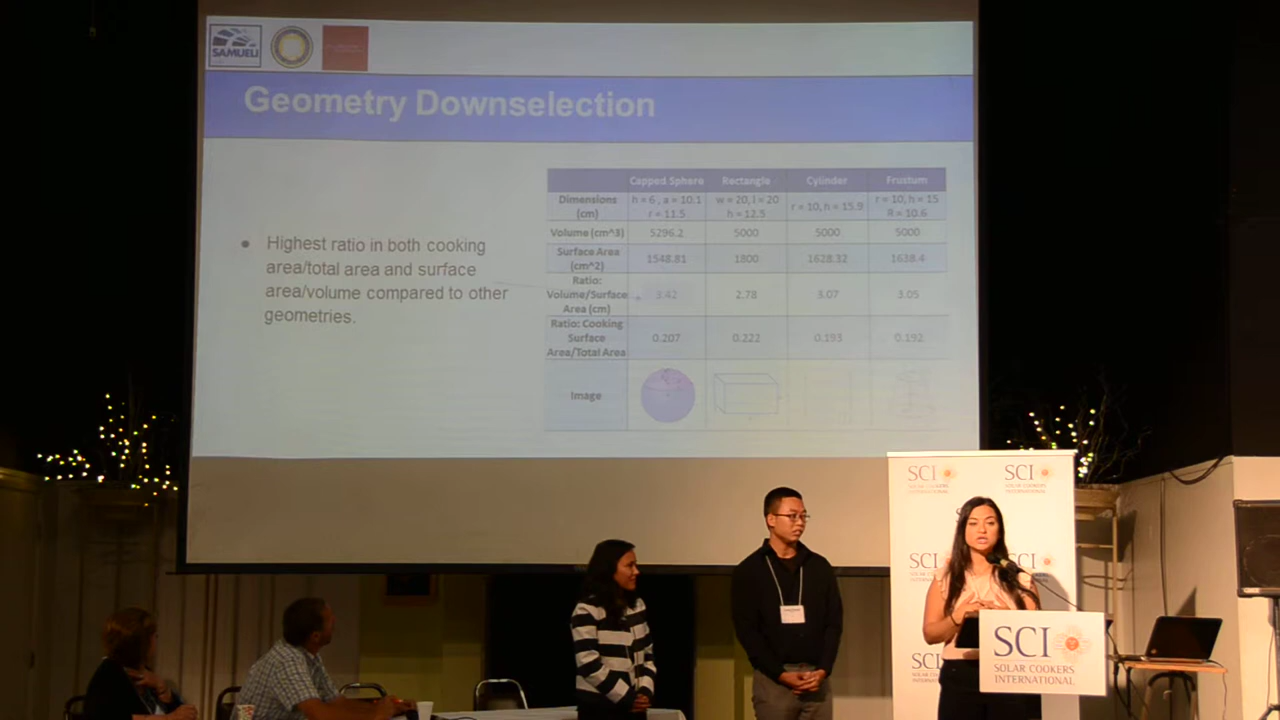 SAMUELI
Geometry Downselection
● Highest ratio in both cooking
area/total area and surface
area/volume compared to other
geometries.
Capped Sphere Rectangle Cylinder Frustum
Dimensions (cm) h = 6 , a = 10.1 r = 11.5 w = 20, l = 20 h = 12.5 r = 10, h = 15.9 r = 10, h = 15 R = 10.6
Volume (cm^3) 5296.2 5000 5000 5000
Surface Area (cm^2) 1548.81 1800 1628.32 1638.4
Ratio: Volume/Surface Area (cm) 3.42 2.78 3.07 3.05
Ratio: Cooking Surface Area/Total Area 0.207 0.222 0.193 0.192
Image
SCI SCI
SOLAR COOKERS SOLAR COOKERS
INTERNATIONAL INTERNATIONAL
SCI SCI
SCI
SCI
SOLAR COOKERS
INTERNATIONAL